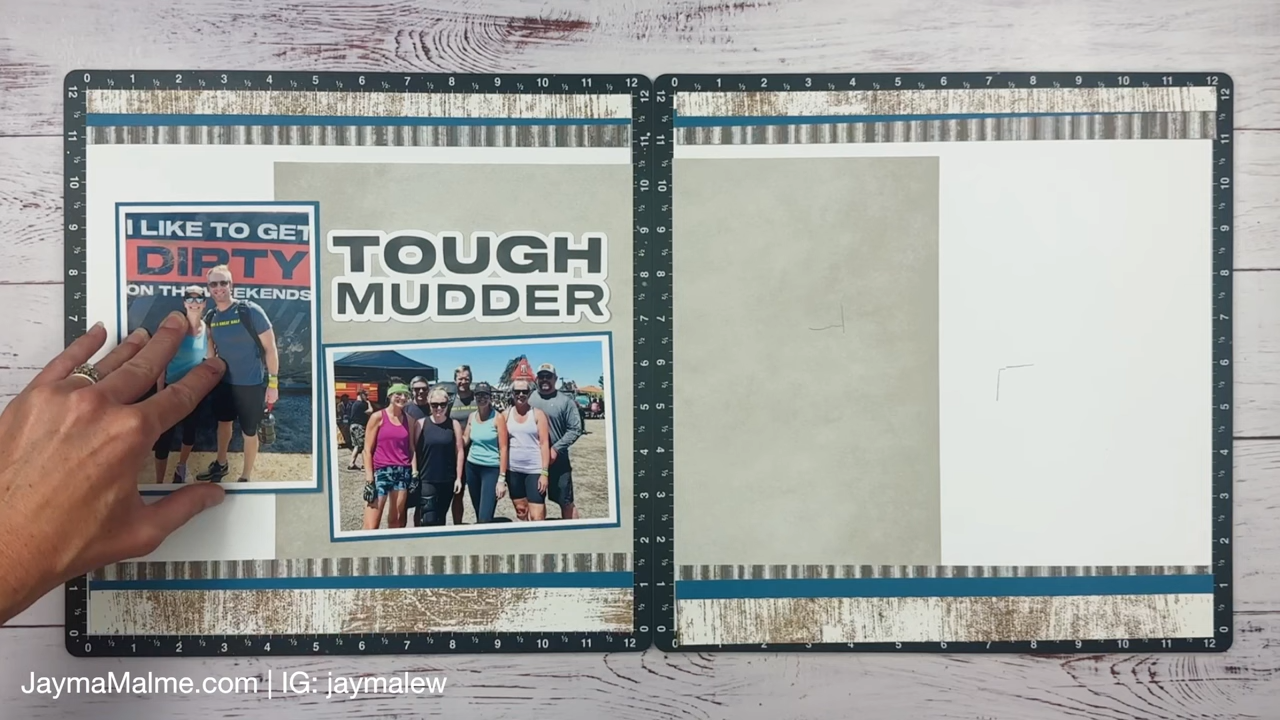 I LIKE TO GET
DIRTY
ON THE WEEKENDS
TOUGH
MUDDER
JaymaMalme.com | IG: jaymalew